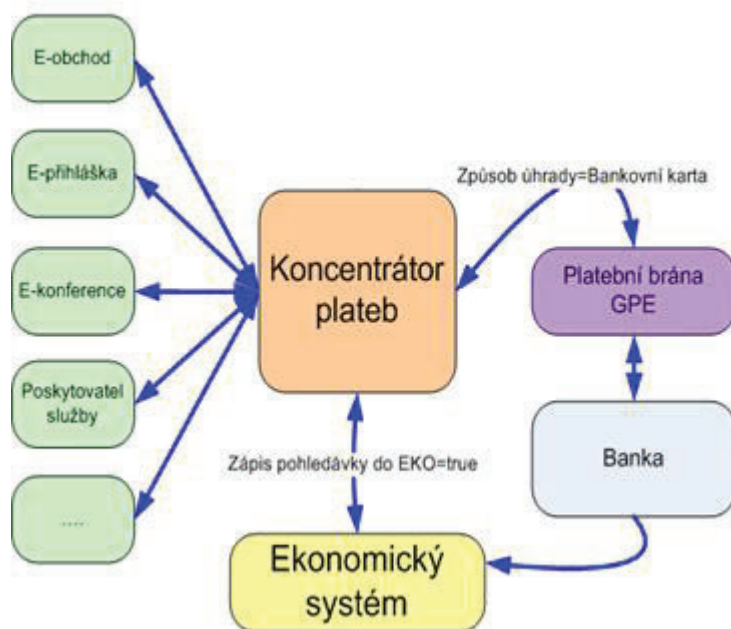 E-obchod
E-přihláška
E-konference
Poskytovatel
služby
....
Koncentrátor
plateb
Způsob úhrady=Bankovní karta
Platební brána
GPE
Banka
Zápis pohledávky do EKO=true
Ekonomický
systém